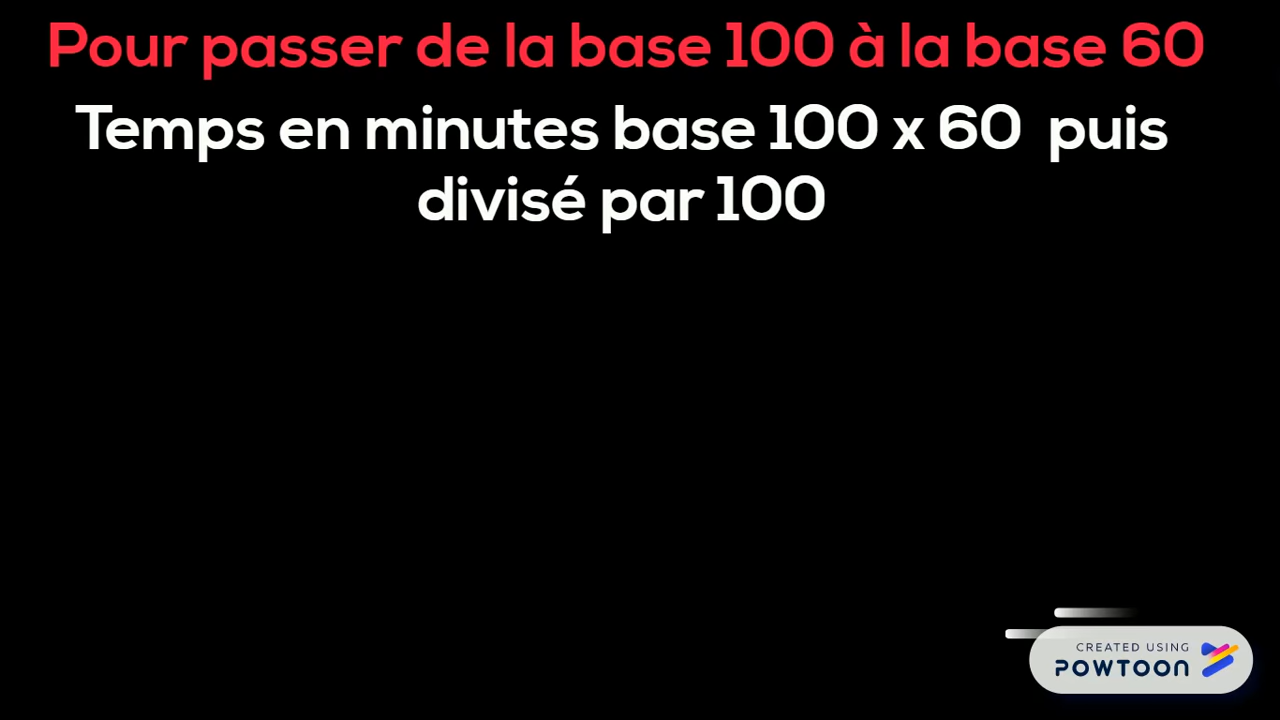 Pour passer de la base 100 à la base 60
Temps en minutes base 100 x 60 puis
divisé par 100
CREATED USING
POWTOON